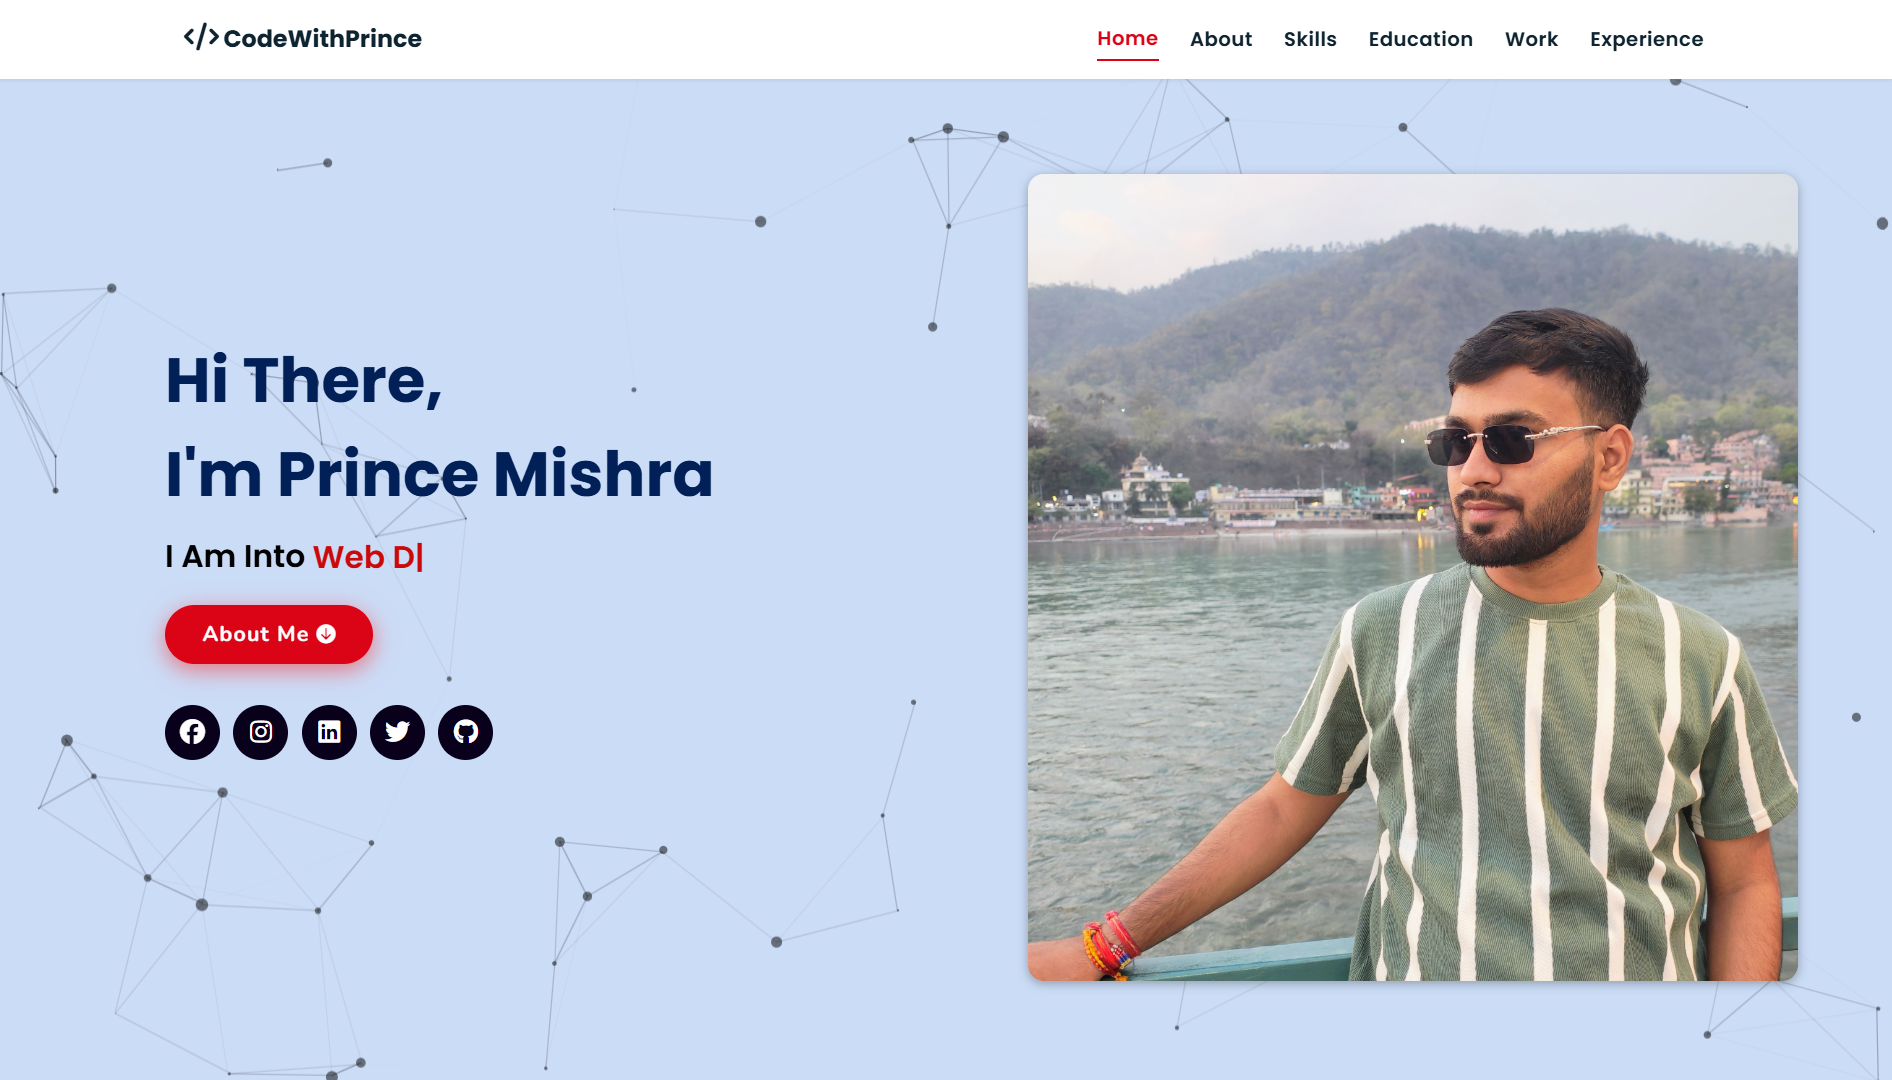 </> CodeWithPrince
Home About Skills Education Work Experience
Hi There,
I'm Prince Mishra
I Am Into Web D|
About Me